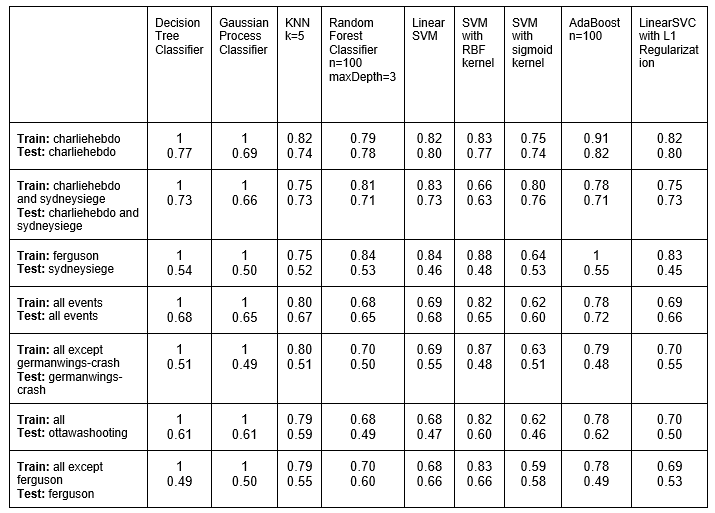 Decision Tree Classifier
Gaussian Process Classifier
KNN k=5
Random Forest Classifier n=100 maxDepth=3
Linear SVM
SVM with RBF kernel
SVM with sigmoid kernel
AdaBoost n=100
LinearSVC with L1 Regularizat ion
Train: charliehebdo 1 1 0.82 0.79 0.82 0.83 0.75 0.91 0.82
Test: charliehebdo 0.77 0.69 0.74 0.78 0.80 0.77 0.74 0.82 0.80
Train: charliehebdo 1 1 0.75 0.81 0.83 0.66 0.80 0.78 0.75
and sydneysiege 0.73 0.66 0.73 0.71 0.73 0.63 0.76 0.71 0.73
Test: charliehebdo and
sydneysiege
Train: ferguson 1 1 0.75 0.84 0.84 0.88 0.64 1 0.83
Test: sydneysiege 0.54 0.50 0.52 0.53 0.46 0.48 0.53 0.55 0.45
Train: all events 1 1 0.80 0.68 0.69 0.82 0.62 0.78 0.69
Test: all events 0.68 0.65 0.67 0.65 0.68 0.65 0.60 0.72 0.66
Train: all except 1 1 0.80 0.70 0.69 0.87 0.63 0.79 0.70
germanwings-crash 0.51 0.49 0.51 0.50 0.55 0.48 0.51 0.48 0.55
Test: germanwings-
crash
Train: all 1 1 0.79 0.68 0.68 0.82 0.62 0.78 0.70
Test: ottawashooting 0.61 0.61 0.59 0.49 0.47 0.60 0.46 0.62 0.50
Train: all except 1 1 0.79 0.70 0.68 0.83 0.59 0.78 0.69
ferguson 0.49 0.50 0.55 0.60 0.66 0.66 0.58 0.49 0.53
Test: ferguson